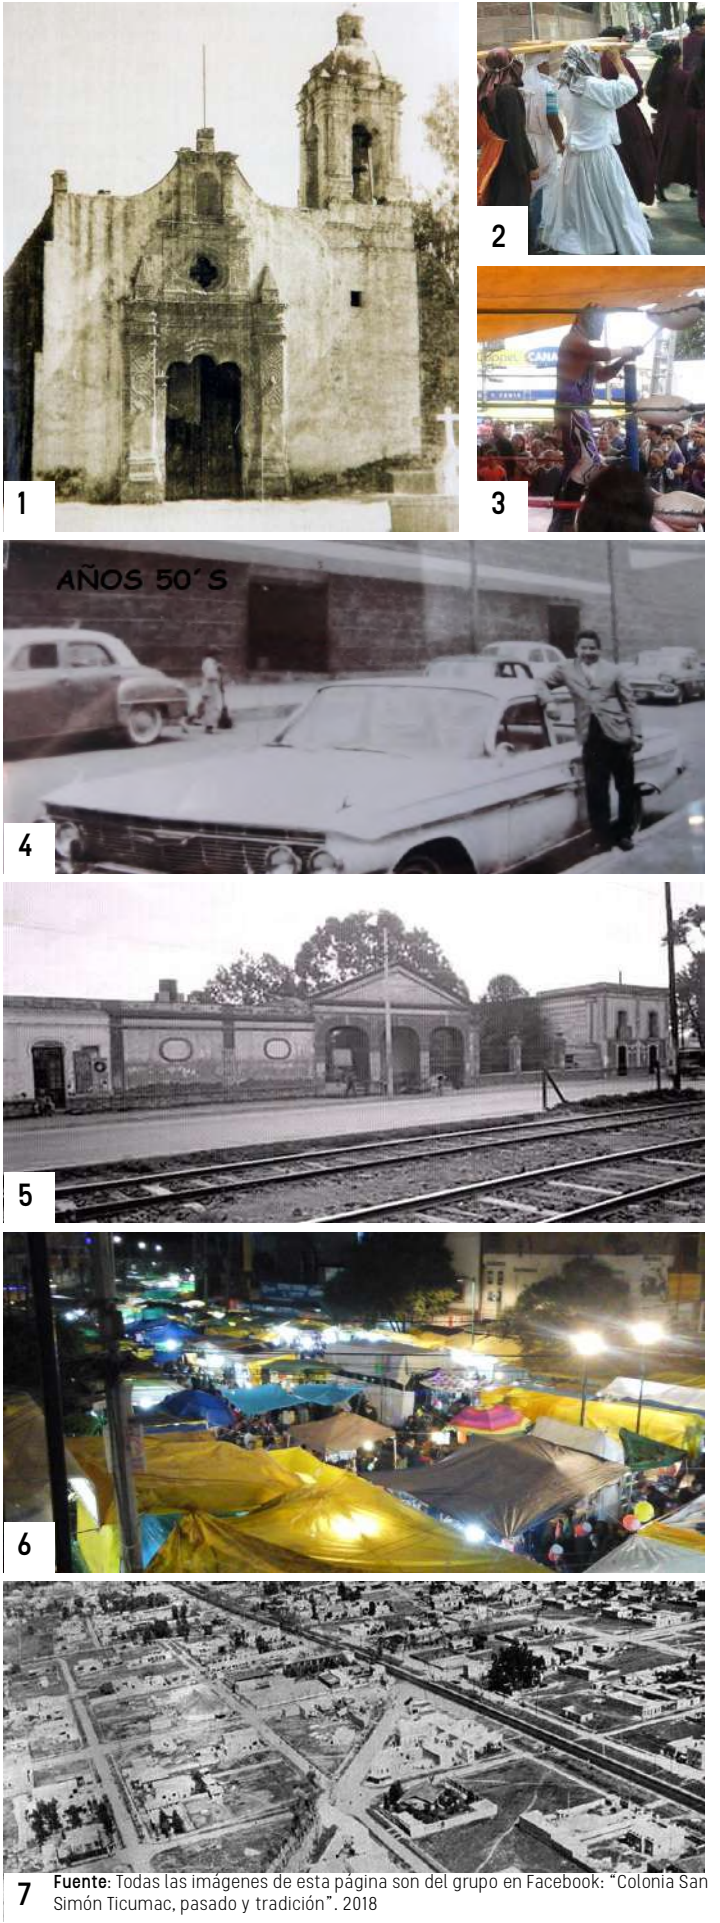 1
2
CANA
3
AÑOS 50´S
4
5
6
7
Fuente: Todas las imágenes de esta página son del grupo en Facebook: “Colonia San
Simón Ticumac, pasado y tradición”. 2018